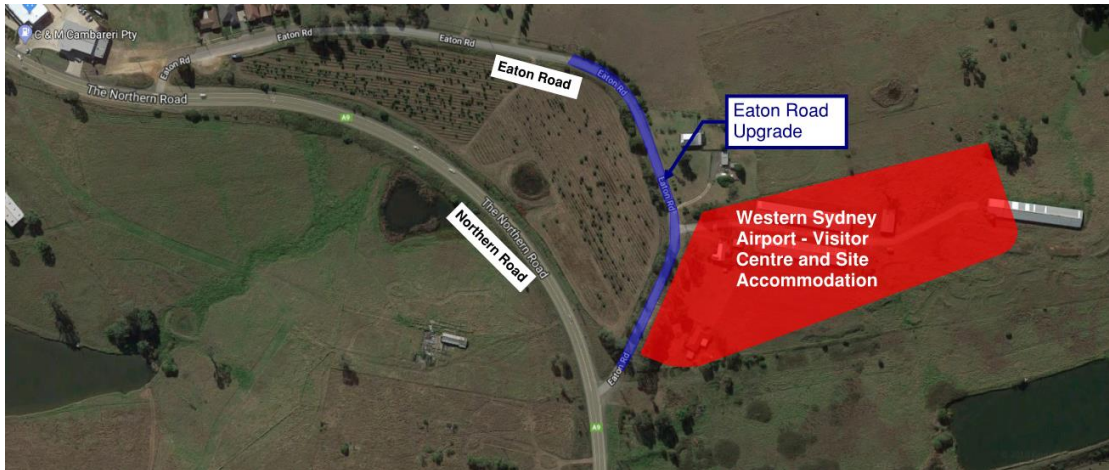 C & M Cambareri Pty
Eaton Rd
Eaton Rd
Eaton Rd
Eaton Road
Eaton Rd
The Northern Road
A9
Eaton Road
Upgrade
Eaton Rd
The Northern Road
Northern Road
Western Sydney
Airport - Visitor
Centre and Site
Accommodation
Eaton Rd
A9